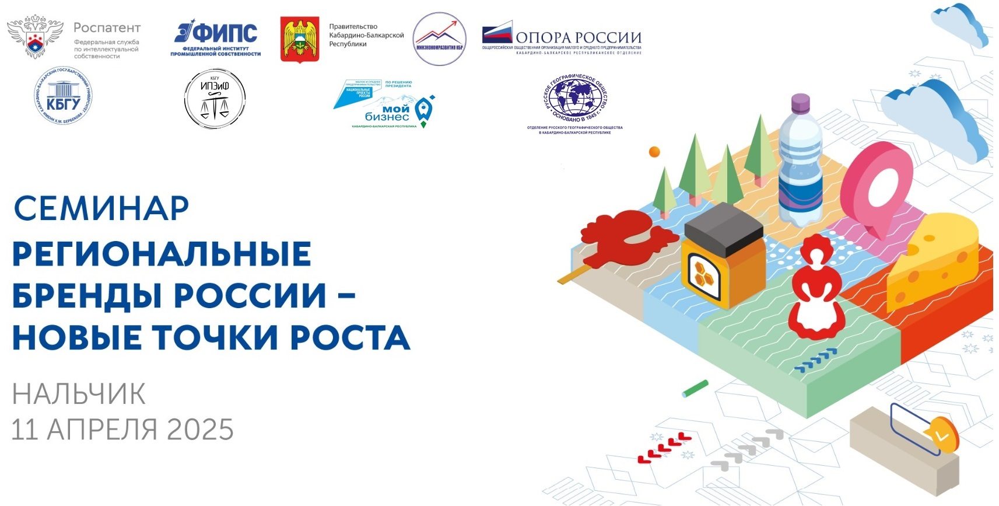 Роспатент
Федеральная служба
по интеллектуальной
собственности
ФИПС
ФЕДЕРАЛЬНЫЙ ИНСТИТУТ
ПРОМЫШЛЕННОЙ СОБСТВЕННОСТИ
Правительство
Кабардино-Балкарской
Республики
МИНЭКОНОМРАЗВИТИЯ КБР
ОПОРА РОССИИ
ОБЩЕРОССИЙСКАЯ ОБЩЕСТВЕННАЯ ОРГАНИЗАЦИЯ МАЛОГО И СРЕДНЕГО ПРЕДПРИНИМАТЕЛЬСТВА
КАБАРДИНО-БАЛКАРСКОЕ РЕСПУБЛИКАНСКОЕ ОТДЕЛЕНИЕ
КАБАРДИНО-БАЛКАРСКИЙ ГОСУДАРСТВЕННЫЙ УНИВЕРСИТЕТ ИМЕНИ Х.М. БЕРБЕКОВА
КБГУ
КБГУ
ИПЭиФ
МАЛОЕ И СРЕДНЕЕ
ПРЕДПРИНИМАТЕЛЬСТВО
НАЦИОНАЛЬНЫЕ
ПРОЕКТЫ
РОССИИ
ПО РЕШЕНИЮ
ПРЕЗИДЕНТА
мой
бизнес
КАБАРДИНО-БАЛКАРСКАЯ РЕСПУБЛИКА
РУССКОЕ ГЕОГРАФИЧЕСКОЕ ОБЩЕСТВО
• ОСНОВАНО В 1845 г. •
ОТДЕЛЕНИЕ РУССКОГО ГЕОГРАФИЧЕСКОГО ОБЩЕСТВА
В КАБАРДИНО-БАЛКАРСКОЙ РЕСПУБЛИКЕ
СЕМИНАР
РЕГИОНАЛЬНЫЕ
БРЕНДЫ РОССИИ –
НОВЫЕ ТОЧКИ РОСТА
НАЛЬЧИК
11 АПРЕЛЯ 2025